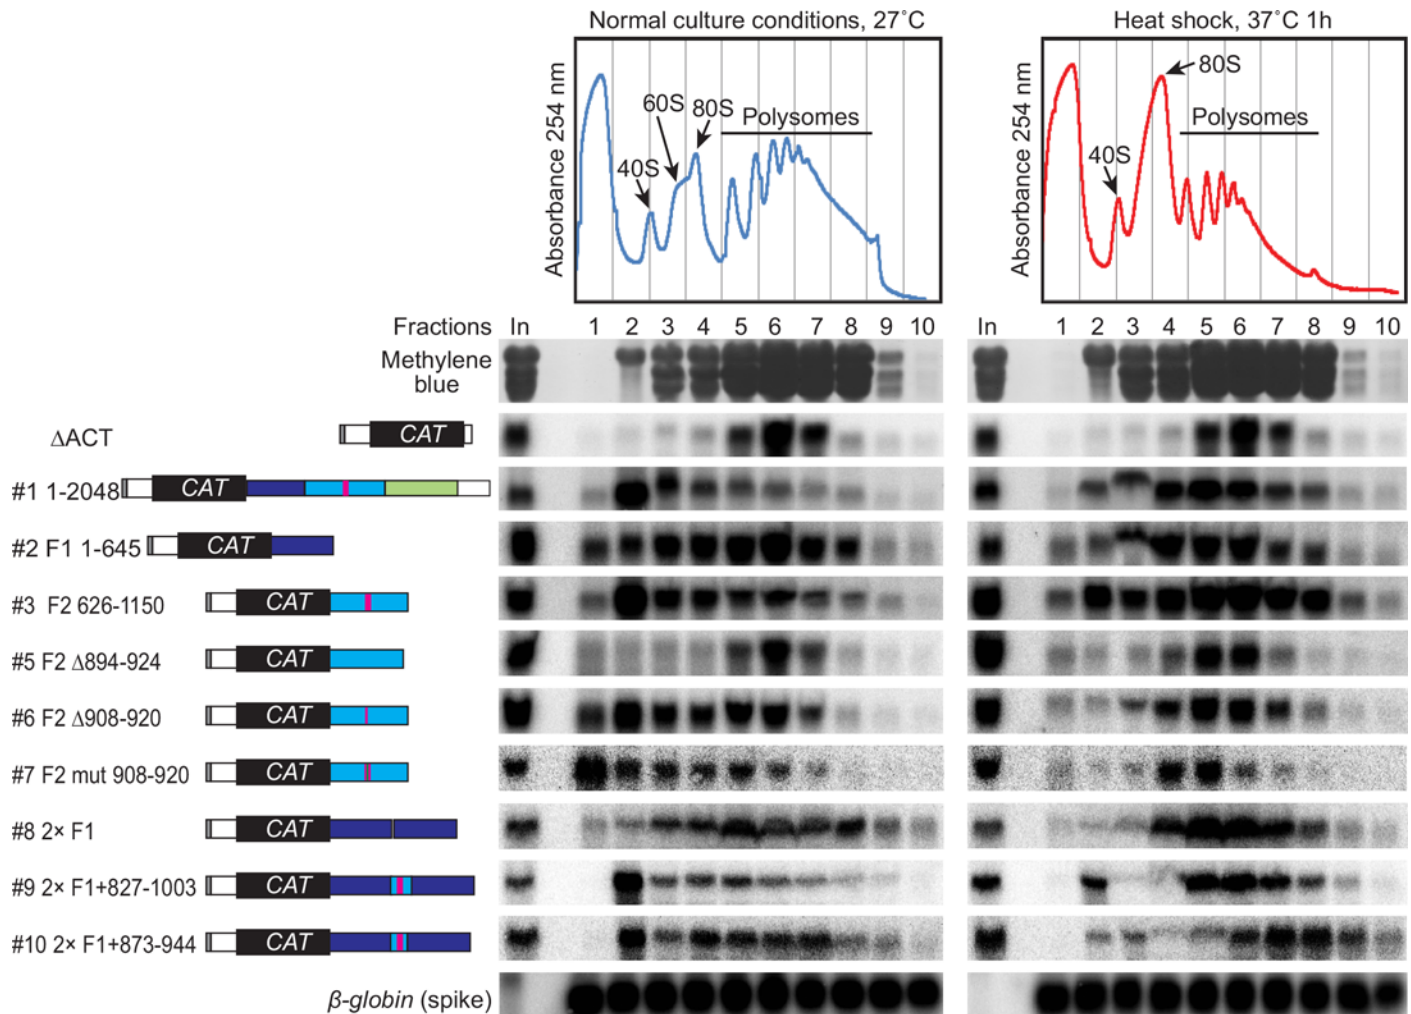 Normal culture conditions, 27˚C
Heat shock, 37˚C 1h
Absorbance 254 nm
40S
60S
80S
Polysomes
Absorbance 254 nm
40S
80S
Polysomes
Fractions In 1 2 3 4 5 6 7 8 9 10 In 1 2 3 4 5 6 7 8 9 10
Methylene
blue
ΔACT CAT
#1 1-2048 CAT
#2 F1 1-645 CAT
#3 F2 626-1150 CAT
#5 F2 Δ894-924 CAT
#6 F2 Δ908-920 CAT
#7 F2 mut 908-920 CAT
#8 2× F1 CAT
#9 2× F1+827-1003 CAT
#10 2× F1+873-944 CAT
β-globin (spike)